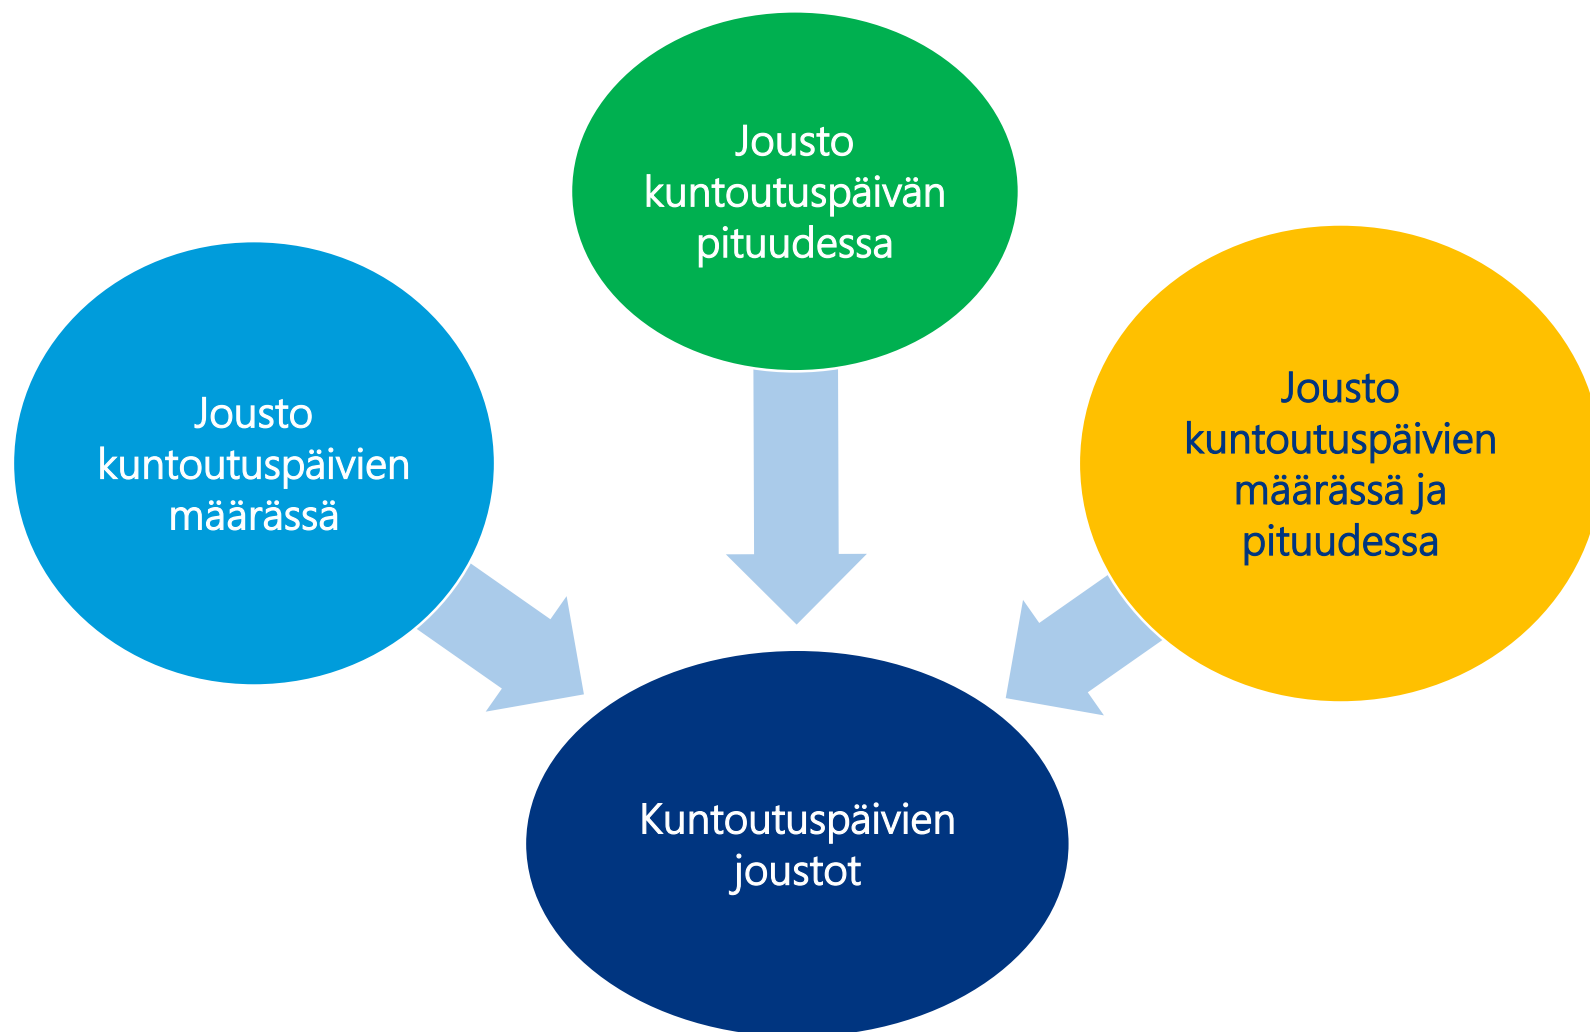 Jousto
kuntoutuspäivän
pituudessa
Jousto
kuntoutuspäivien
määrässä
Jousto
kuntoutuspäivien
määrässä ja
pituudessa
Kuntoutuspäivien
joustot